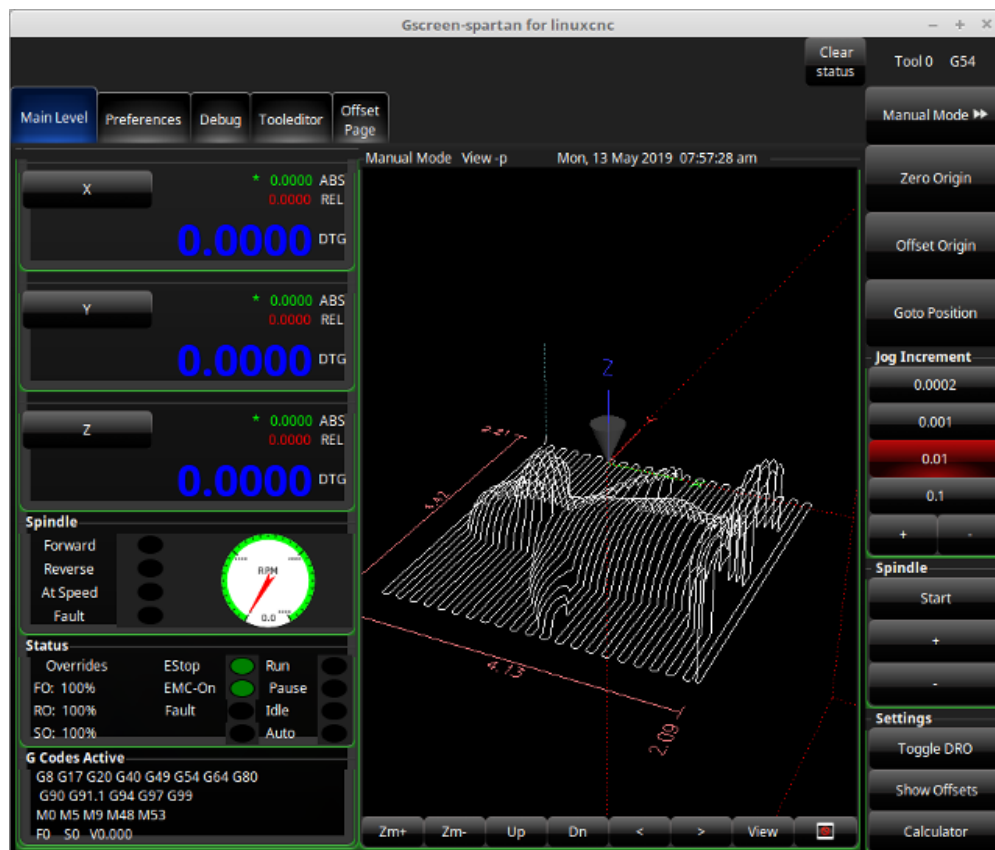 Gscreen-spartan for linuxcnc
Clear
status
Tool 0 G54
Main Level
Preferences
Debug
Tooleditor
Offset
Page
Manual Mode
Zero Origin
Offset Origin
Goto Position
Manual Mode View -p Mon, 13 May 2019 07:57:28 am
X
* 0.0000 ABS
0.0000 REL
0.0000 DTG
Y
* 0.0000 ABS
0.0000 REL
0.0000 DTG
Z
* 0.0000 ABS
0.0000 REL
0.0000 DTG
Z
4.13
2.09
Spindle
Forward
Reverse
At Speed
Fault
RPM
0.0
Status
Overrides EStop Run
FO: 100% EMC-On Pause
RO: 100% Fault Idle
SO: 100% Auto
G Codes Active
G8 G17 G20 G40 G49 G54 G64 G80
G90 G91.1 G94 G97 G99
M0 M5 M9 M48 M53
F0 S0 V0.000
Zm+ Zm- Up Dn < > View
Jog Increment
0.0002
0.001
0.01
0.1
+ -
Spindle
Start
+
-
Settings
Toggle DRO
Show Offsets
Calculator